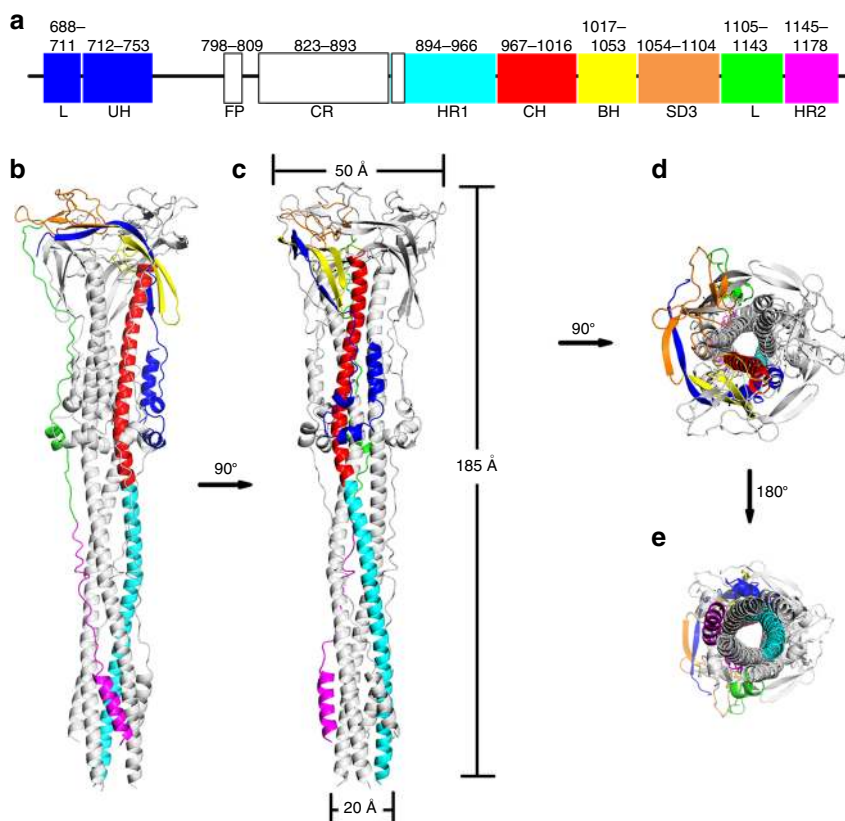 a
688–
711
712–753
798–809
823–893
894–966
967–1016
1017–
1053
1054–1104
1105–
1143
1145–
1178
L
UH
FP
CR
HR1
CH
BH
SD3
L
HR2
b
c
50 Å
d
90°
90°
185 Å
180°
e
20 Å